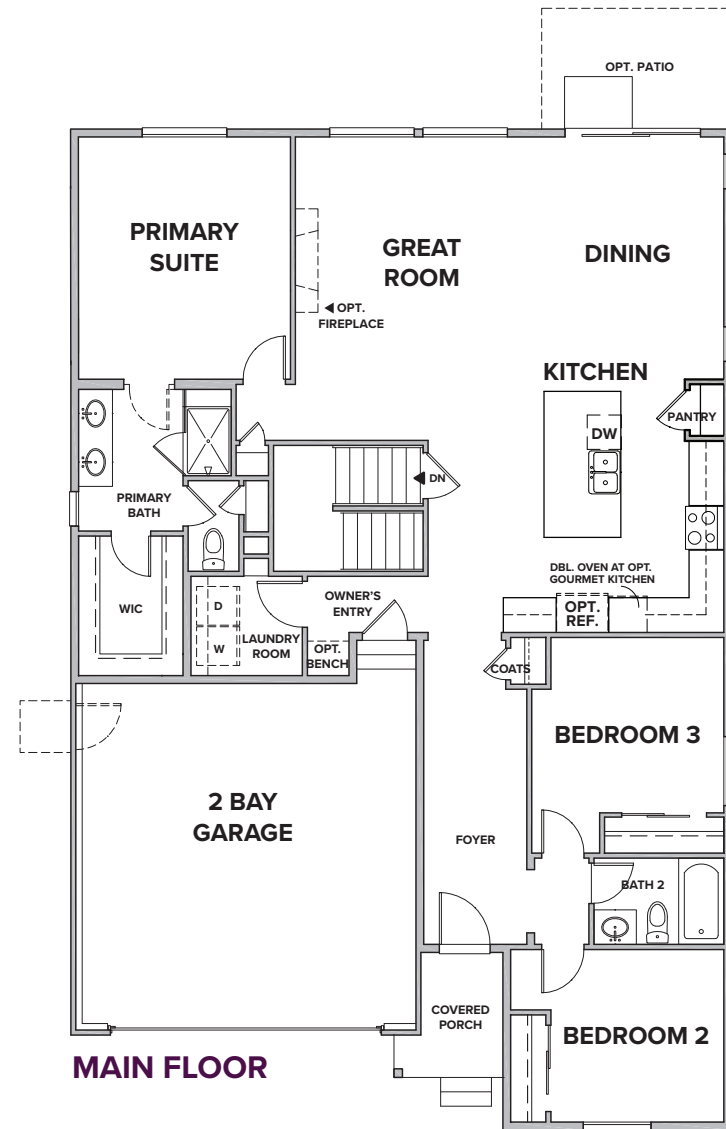 OPT. PATIO
PRIMARY
SUITE
GREAT
ROOM
DINING
OPT.
FIREPLACE
KITCHEN
PANTRY
DW
DN
PRIMARY
BATH
DBL. OVEN AT OPT.
GOURMET KITCHEN
WIC
D
OWNER'S
ENTRY
OPT.
REF.
W
LAUNDRY
ROOM
OPT.
BENCH
COATS
BEDROOM 3
2 BAY
GARAGE
FOYER
BATH 2
COVERED
PORCH
BEDROOM 2
MAIN FLOOR